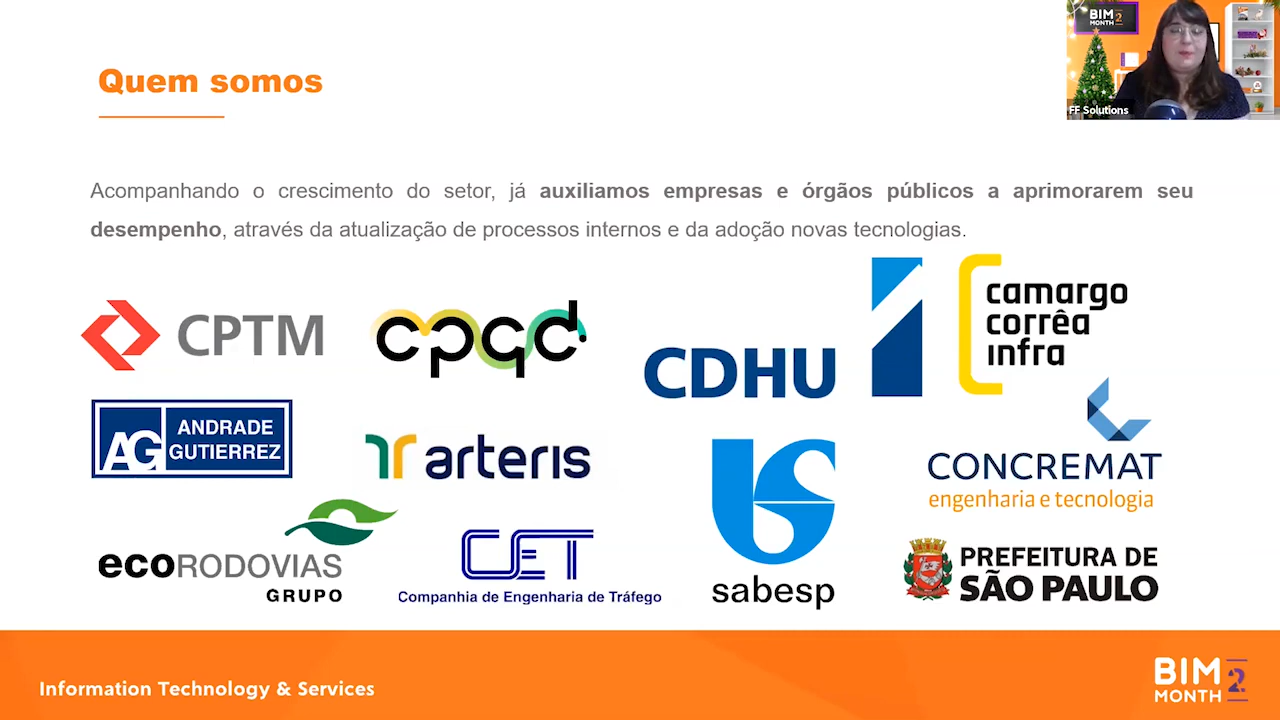 Quem somos
BIM
MONTH 2
FF Solutions
Acompanhando o crescimento do setor, já auxiliamos empresas e órgãos públicos a aprimorarem seu
desempenho, através da atualização de processos internos e da adoção novas tecnologias.
CPTM
cpqd
CDHU
camargo
corrêa
infra
AG
ANDRADE
GUTIERREZ
arteris
CONCREMAT
engenharia e tecnologia
ecoRODOVIAS
GRUPO
CET
Companhia de Engenharia de Tráfego
sabesp
PREFEITURA DE
SÃO PAULO
Information Technology & Services
BIM
MONTH 2